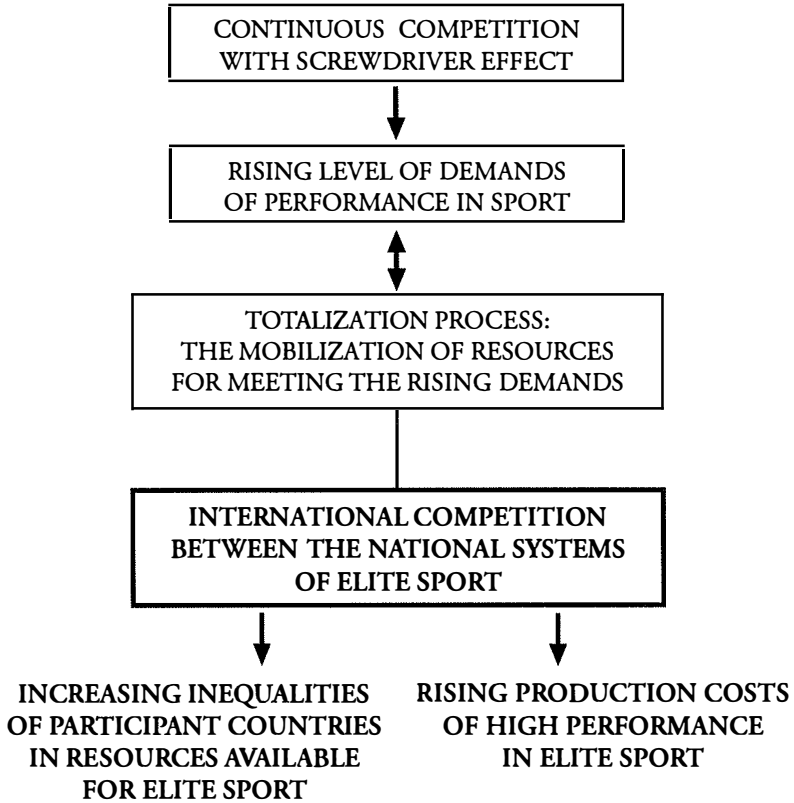 CONTINUOUS COMPETITION
WITH SCREWDRIVER EFFECT
RISING LEVEL OF DEMANDS
OF PERFORMANCE IN SPORT
TOTALIZATION PROCESS:
THE MOBILIZATION OF RESOURCES
FOR MEETING THE RISING DEMANDS
INTERNATIONAL COMPETITION
BETWEEN THE NATIONAL SYSTEMS
OF ELITE SPORT
INCREASING INEQUALITIES
OF PARTICIPANT COUNTRIES
IN RESOURCES AVAILABLE
FOR ELITE SPORT
RISING PRODUCTION COSTS
OF HIGH PERFORMANCE
IN ELITE SPORT